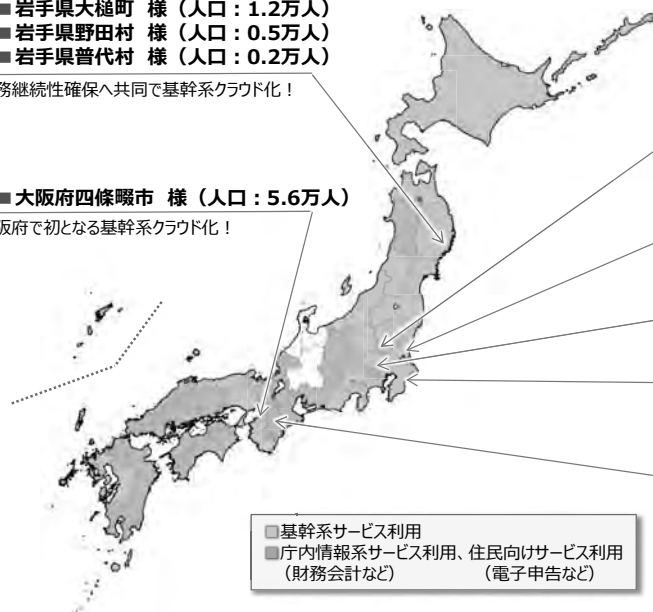 ■岩手県大槌町 様（人口：1.2万人）
■岩手県野田村 様（人口：0.5万人）
■岩手県普代村 様（人口：0.2万人）
務継続性確保へ共同で基幹系クラウド化！
■大阪府四條畷市 様（人口：5.6万人）
阪府で初となる基幹系クラウド化！
■基幹系サービス利用
■庁内情報系サービス利用、住民向けサービス利用
（財務会計など） （電子申告など）